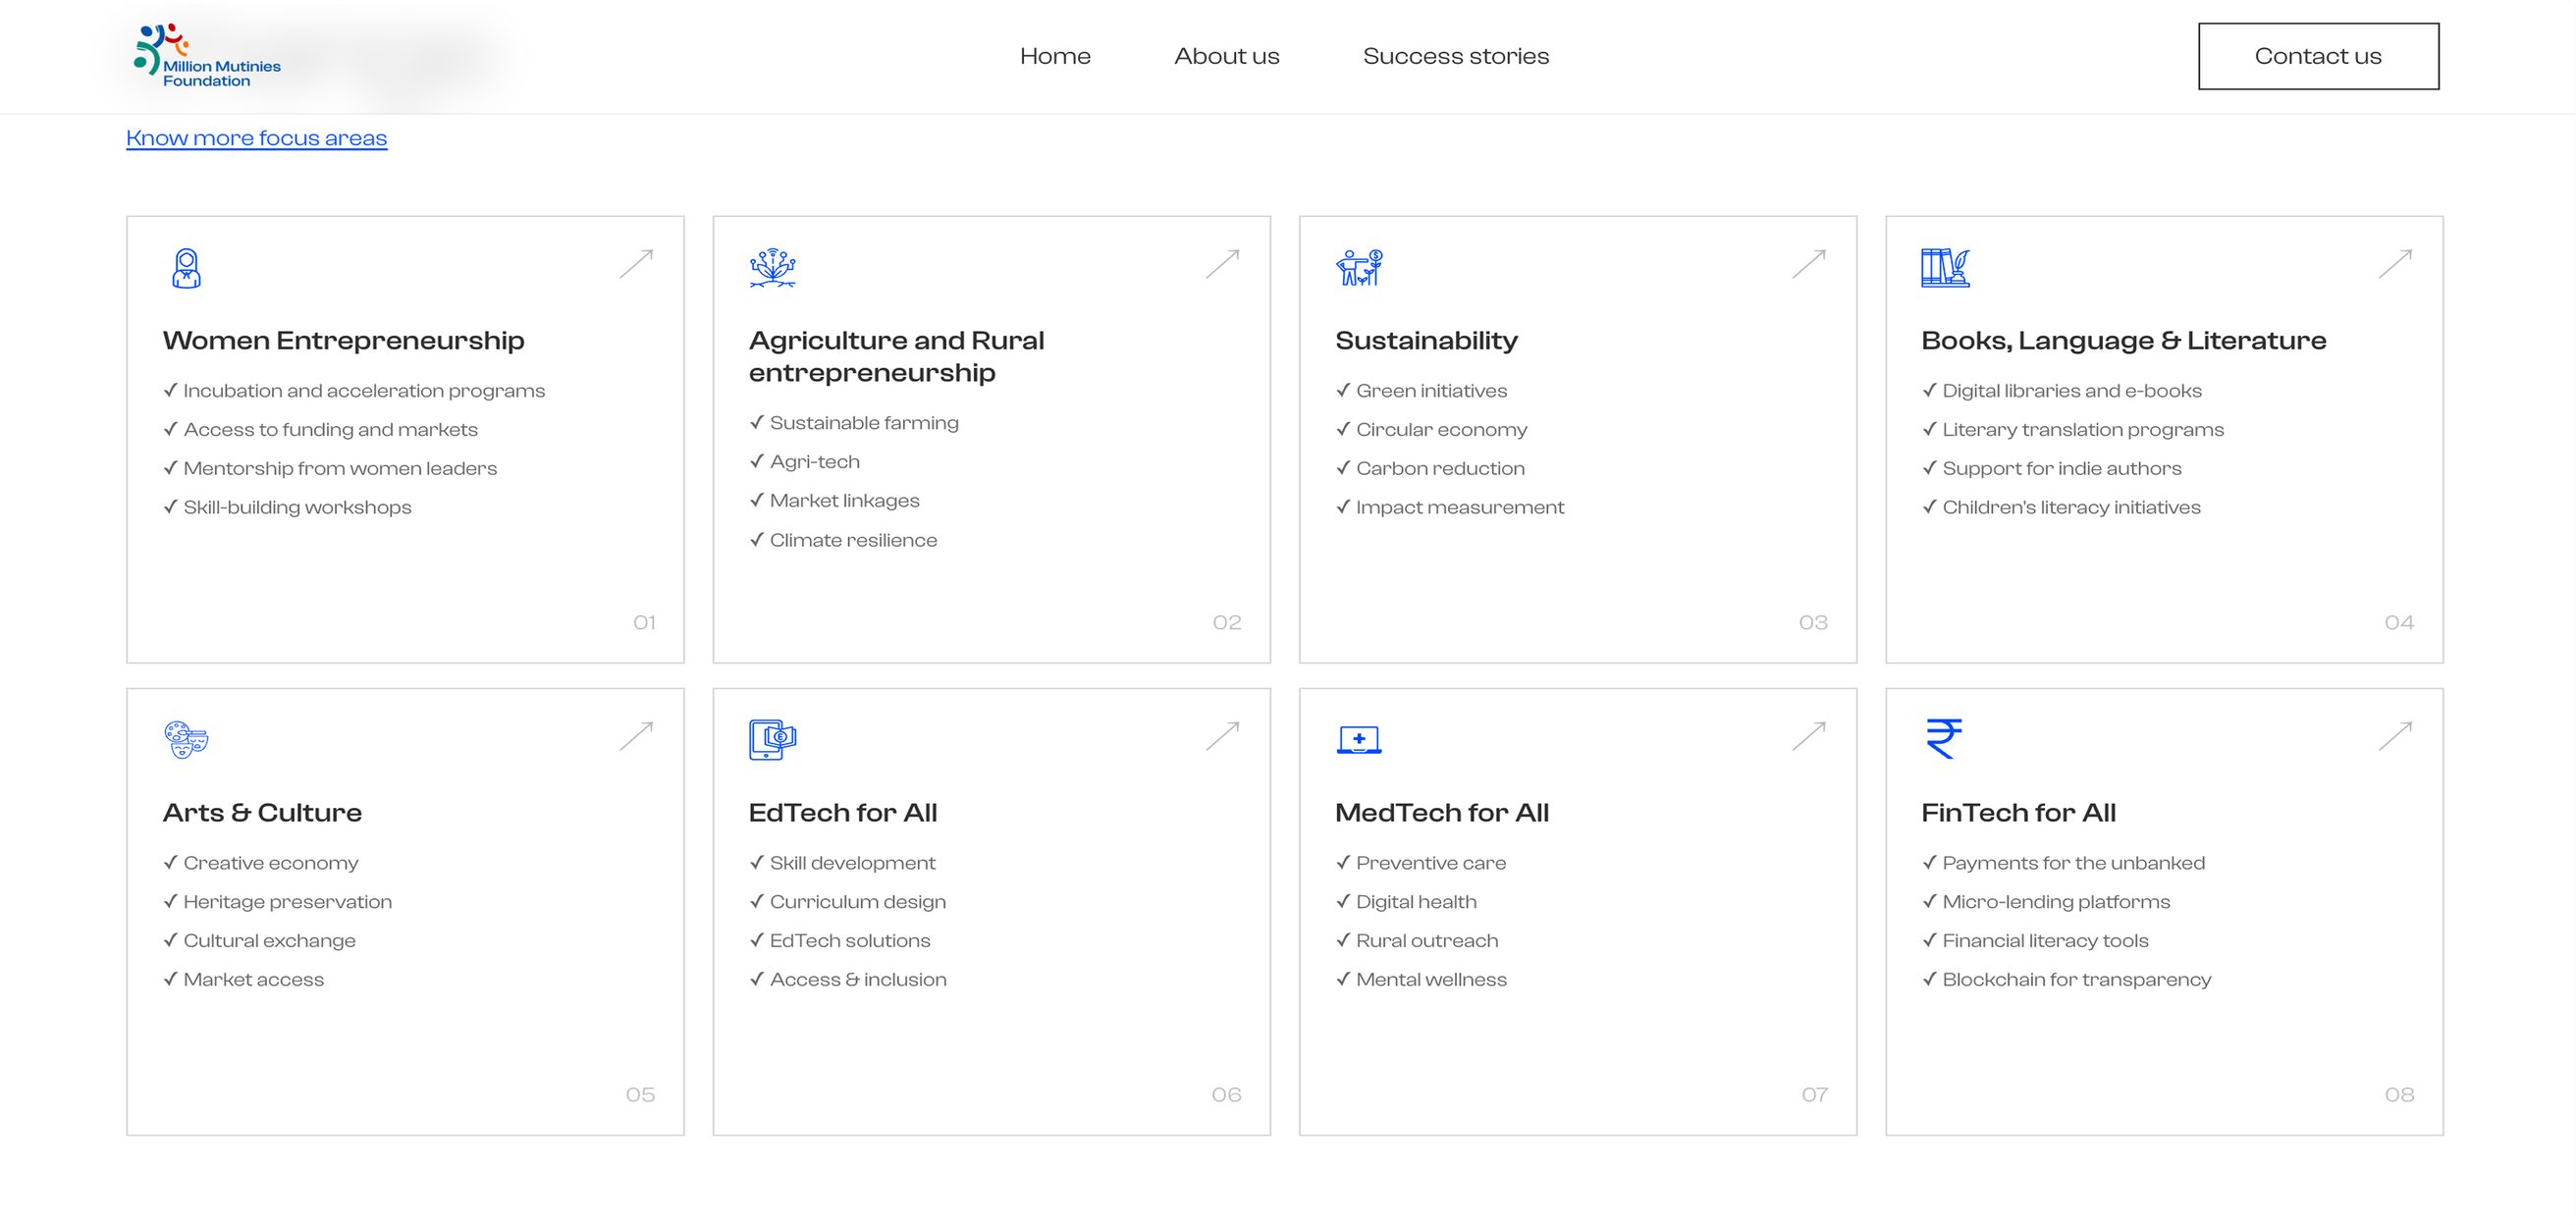 Million Mutinies
Foundation
Home
About us
Success stories
Contact us
Know more focus areas
Women Entrepreneurship
✓ Incubation and acceleration programs
✓ Access to funding and markets
✓ Mentorship from women leaders
✓ Skill-building workshops
01
Agriculture and Rural
entrepreneurship
✓ Sustainable farming
✓ Agri-tech
✓ Market linkages
✓ Climate resilience
02
Sustainability
✓ Green initiatives
✓ Circular economy
✓ Carbon reduction
✓ Impact measurement
03
Books, Language & Literature
✓ Digital libraries and e-books
✓ Literary translation programs
✓ Support for indie authors
✓ Children's literacy initiatives
04
Arts & Culture
✓ Creative economy
✓ Heritage preservation
✓ Cultural exchange
✓ Market access
05
EdTech for All
✓ Skill development
✓ Curriculum design
✓ EdTech solutions
✓ Access & inclusion
06
MedTech for All
✓ Preventive care
✓ Digital health
✓ Rural outreach
✓ Mental wellness
07
₹
FinTech for All
✓ Payments for the unbanked
✓ Micro-lending platforms
✓ Financial literacy tools
✓ Blockchain for transparency
08